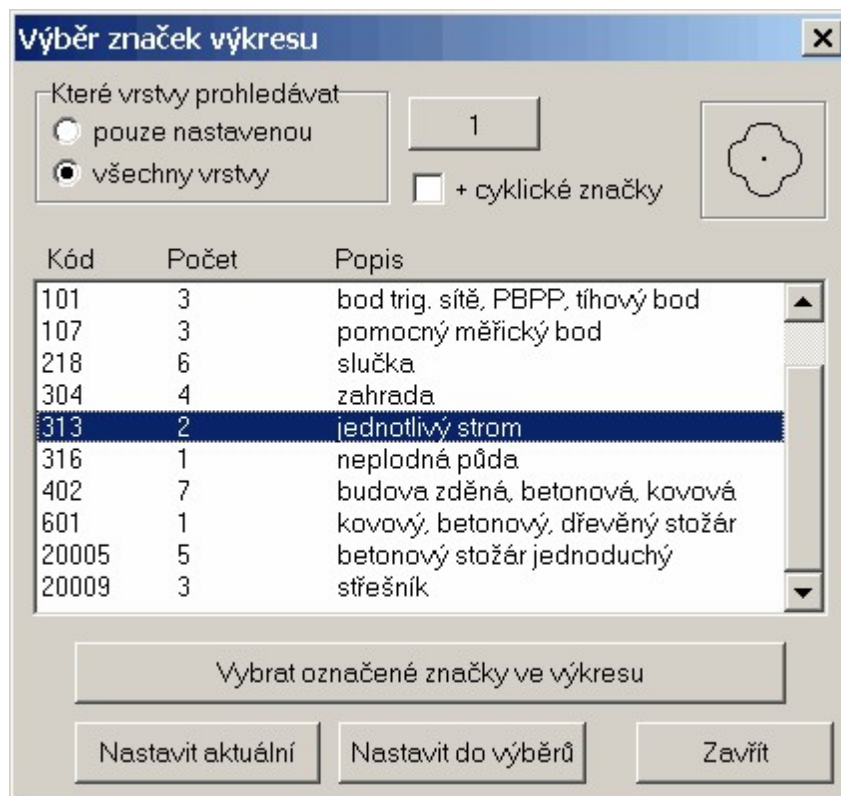 Výběr značek výkresu
Které vrstvy prohledávat
pouze nastavenou
všechny vrstvy
1
+ cyklické značky
Kód Počet Popis
101 3 bod trig. sítě, PBPP, tíhový bod
107 3 pomocný měřický bod
218 6 slučka
304 4 zahrada
313 2 jednotlivý strom
316 1 neplodná půda
402 7 budova zděná, betonová, kovová
601 1 kovový, betonový, dřevěný stožár
20005 5 betonový stožár jednoduchý
20009 3 střešník
Vybrat označené značky ve výkresu
Nastavit aktuální Nastavit do výběrů Zavřít